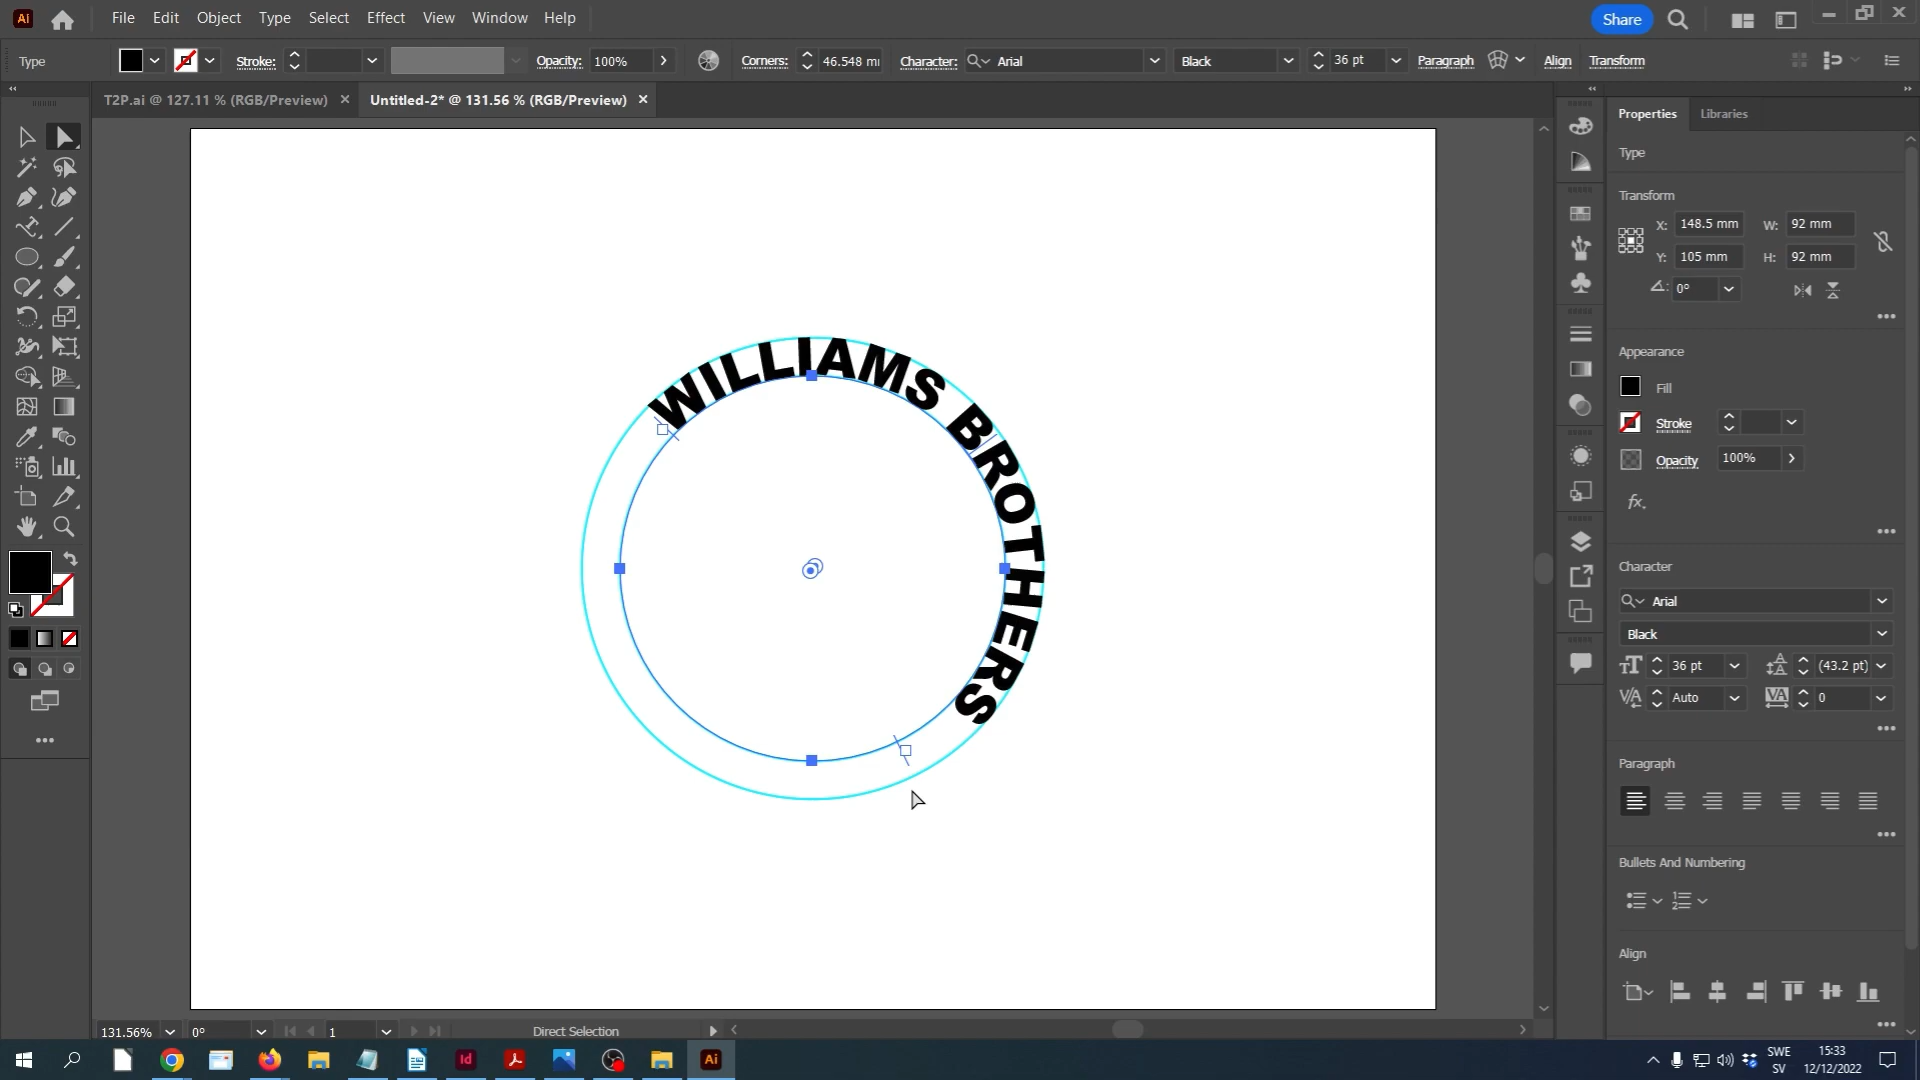 Ai File Edit Object Type Select Effect View Window Help Share
Type Stroke: Opacity: 100% Corners: 46.548 m Character: Arial Black 36 pt Paragraph Align Transform
T2P.ai @ 127.11 % (RGB/Preview) Untitled-2* @ 131.56 % (RGB/Preview)
Properties Libraries
Type
Transform
X: 148.5 mm W: 92 mm
Y: 105 mm H: 92 mm
0°
Appearance
Fill
Stroke
Opacity 100%
fx
Character
Arial
Black
36 pt (43.2 pt)
Auto 0
Paragraph
Bullets And Numbering
Align
WILLIAMS BROTHERS
131.56% 0° 1 Direct Selection
Id Ai SWE 15:33
SV 12/12/2022